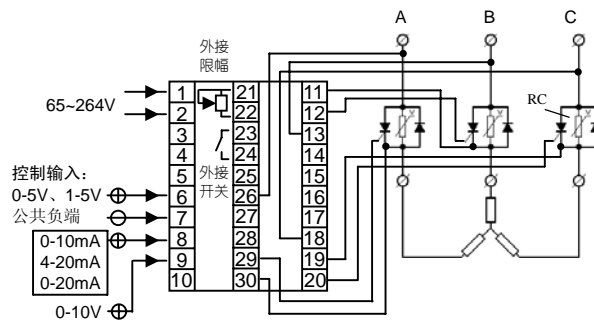 A B C
外接
限幅
RC
65~264V
1 21 11
2 22 12
3 23 13
4 24 14
5 25 15
6 26 16
7 27 17
8 28 18
9 29 19
10 30 20
外接
开关
控制输入：
0-5V、1-5V
公共负端
0-10mA
4-20mA
0-20mA
0-10V